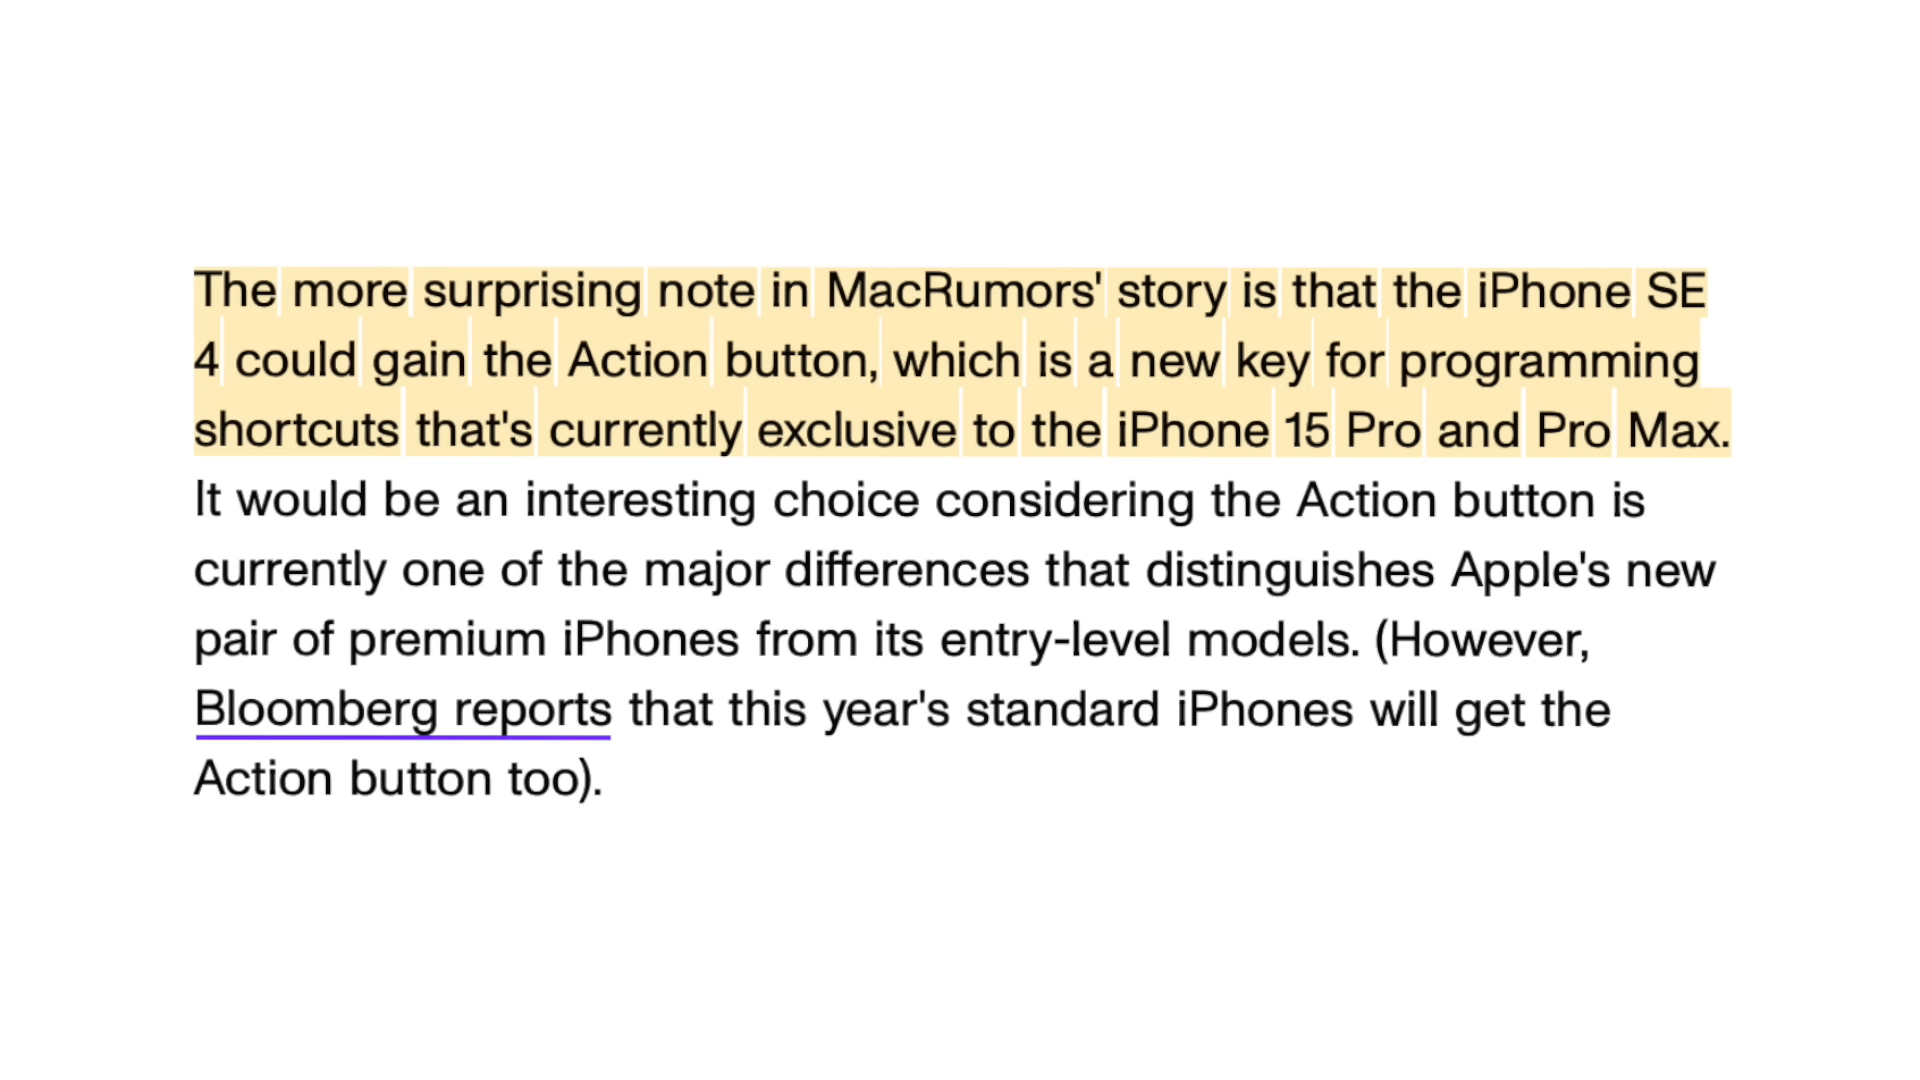 The more surprising note in MacRumors' story is that the iPhone SE
4 could gain the Action button, which is a new key for programming
shortcuts that's currently exclusive to the iPhone 15 Pro and Pro Max.
It would be an interesting choice considering the Action button is
currently one of the major differences that distinguishes Apple's new
pair of premium iPhones from its entry-level models. (However,
Bloomberg reports that this year's standard iPhones will get the
Action button too).